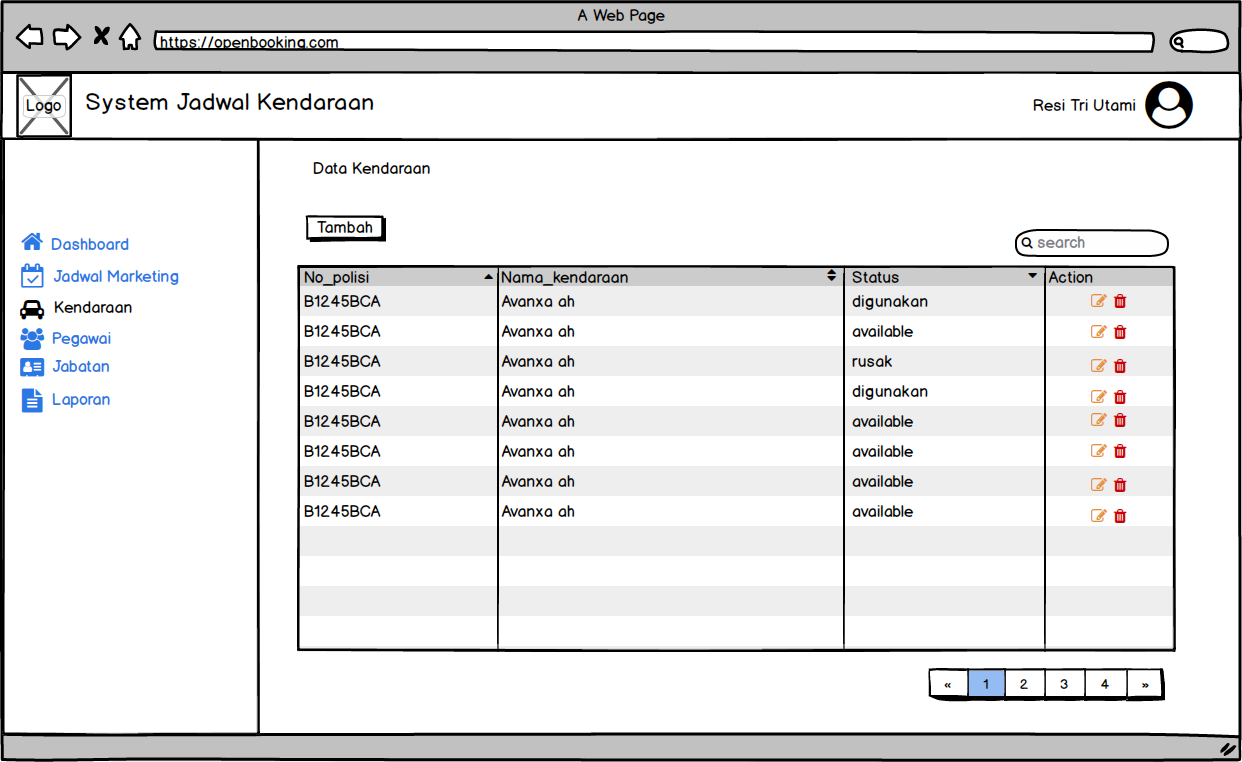 A Web Page
https://openbooking.com
Logo
System Jadwal Kendaraan
Resi Tri Utami
Dashboard
Jadwal Marketing
Kendaraan
Pegawai
Jabatan
Laporan
Data Kendaraan
Tambah
search
No_polisi Nama_kendaraan Status Action
B1245BCA Avanxa ah digunakan
B1245BCA Avanxa ah available
B1245BCA Avanxa ah rusak
B1245BCA Avanxa ah digunakan
B1245BCA Avanxa ah available
B1245BCA Avanxa ah available
B1245BCA Avanxa ah available
B1245BCA Avanxa ah available
« 1 2 3 4 »